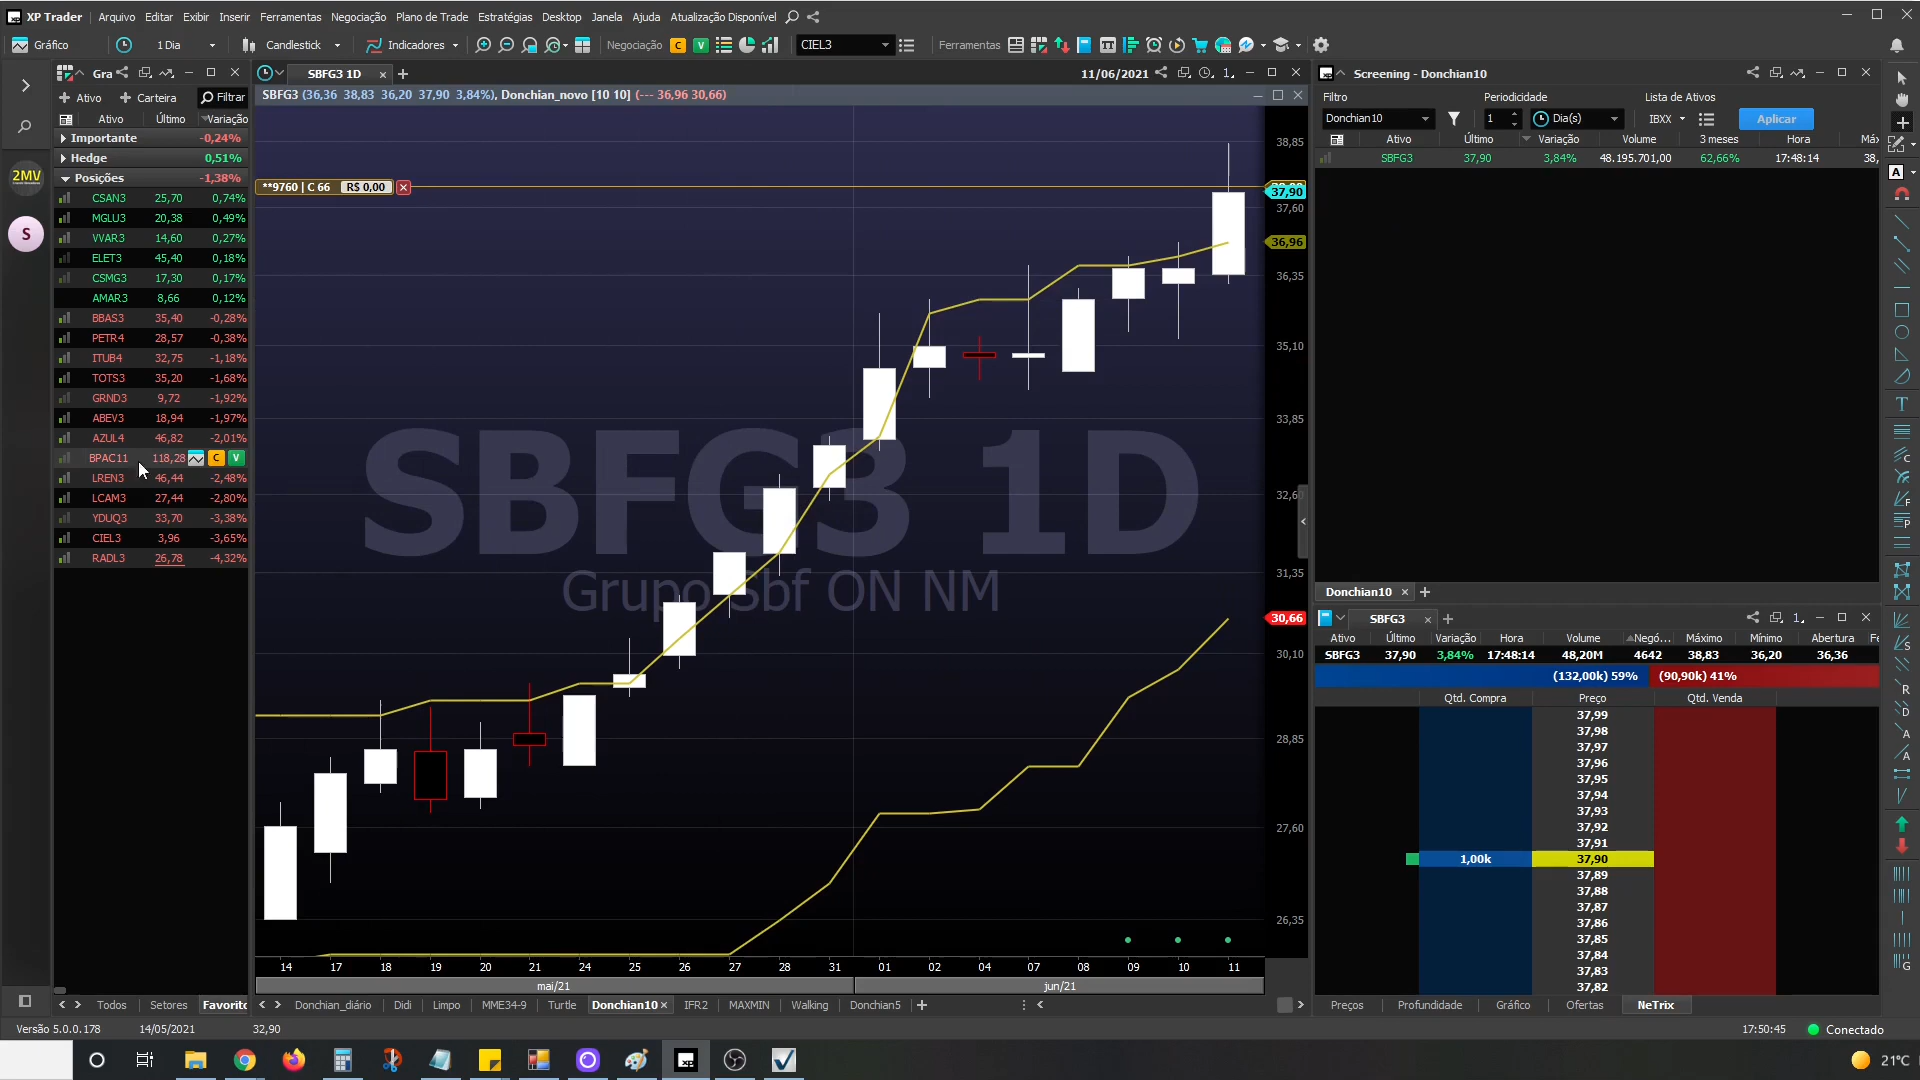 XP Trader Arquivo Editar Exibir Inserir Ferramentas Negociação Plano de Trade Estratégias Desktop Janela Ajuda Atualização Disponível
Gráfico 1 Dia Candlestick Indicadores Negociação C V CIEL3 Ferramentas
Gra
Ativo Carteira Filtrar
Ativo Último Variação
Importante -0,24%
Hedge 0,51%
Posições -1,38%
CSAN3 25,70 0,74%
MGLU3 20,38 0,49%
VVAR3 14,60 0,27%
ELET3 45,40 0,18%
CSMG3 17,30 0,17%
AMAR3 8,66 0,12%
BBAS3 35,40 -0,28%
PETR4 28,57 -0,38%
ITUB4 32,75 -1,18%
TOTS3 35,20 -1,68%
GRND3 9,72 -1,92%
ABEV3 18,94 -1,97%
AZUL4 46,82 -2,01%
BPAC11 118,28 C V
LREN3 46,44 -2,48%
LCAM3 27,44 -2,80%
YDUQ3 33,70 -3,38%
CIEL3 3,96 -3,65%
RADL3 26,78 -4,32%
2MV
S
Todos Setores Favorito
SBFG3 1D
11/06/2021 1
SBFG3 (36,36 38,83 36,20 37,90 3,84%), Donchian_novo [10 10] (--- 36,96 30,66)
**9760 | C 66 R$ 0,00
SBFG3 1D
Grupo Sbf ON NM
38,85
37,90
37,60
36,96
36,35
35,10
33,85
32,60
31,35
30,66
30,10
28,85
27,60
26,35
14 17 18 19 20 21 24 25 26 27 28 31 01 02 04 07 08 09 10 11
mai/21 jun/21
Donchian_diário Didi Limpo MME34-9 Turtle Donchian10 IFR2 MAXMIN Walking Donchian5
Screening - Donchian10
Filtro Periodicidade Lista de Ativos
Donchian10 1 Dia(s) IBXX Aplicar
Ativo Último Variação Volume 3 meses Hora Máx
SBFG3 37,90 3,84% 48.195.701,00 62,66% 17:48:14 38,
Donchian10
SBFG3
1
Ativo Último Variação Hora Volume Negó... Máximo Mínimo Abertura Fe
SBFG3 37,90 3,84% 17:48:14 48,20M 4642 38,83 36,20 36,36
(132,00k) 59% (90,90k) 41%
Qtd. Compra Preço Qtd. Venda
37,99
37,98
37,97
37,96
37,95
37,94
37,93
37,92
37,91
1,00k 37,90
37,89
37,88
37,87
37,86
37,85
37,84
37,83
37,82
Preços Profundidade Gráfico Ofertas NeTrix
Versão 5.0.0.178 14/05/2021 32,90 17:50:45 Conectado
21°C